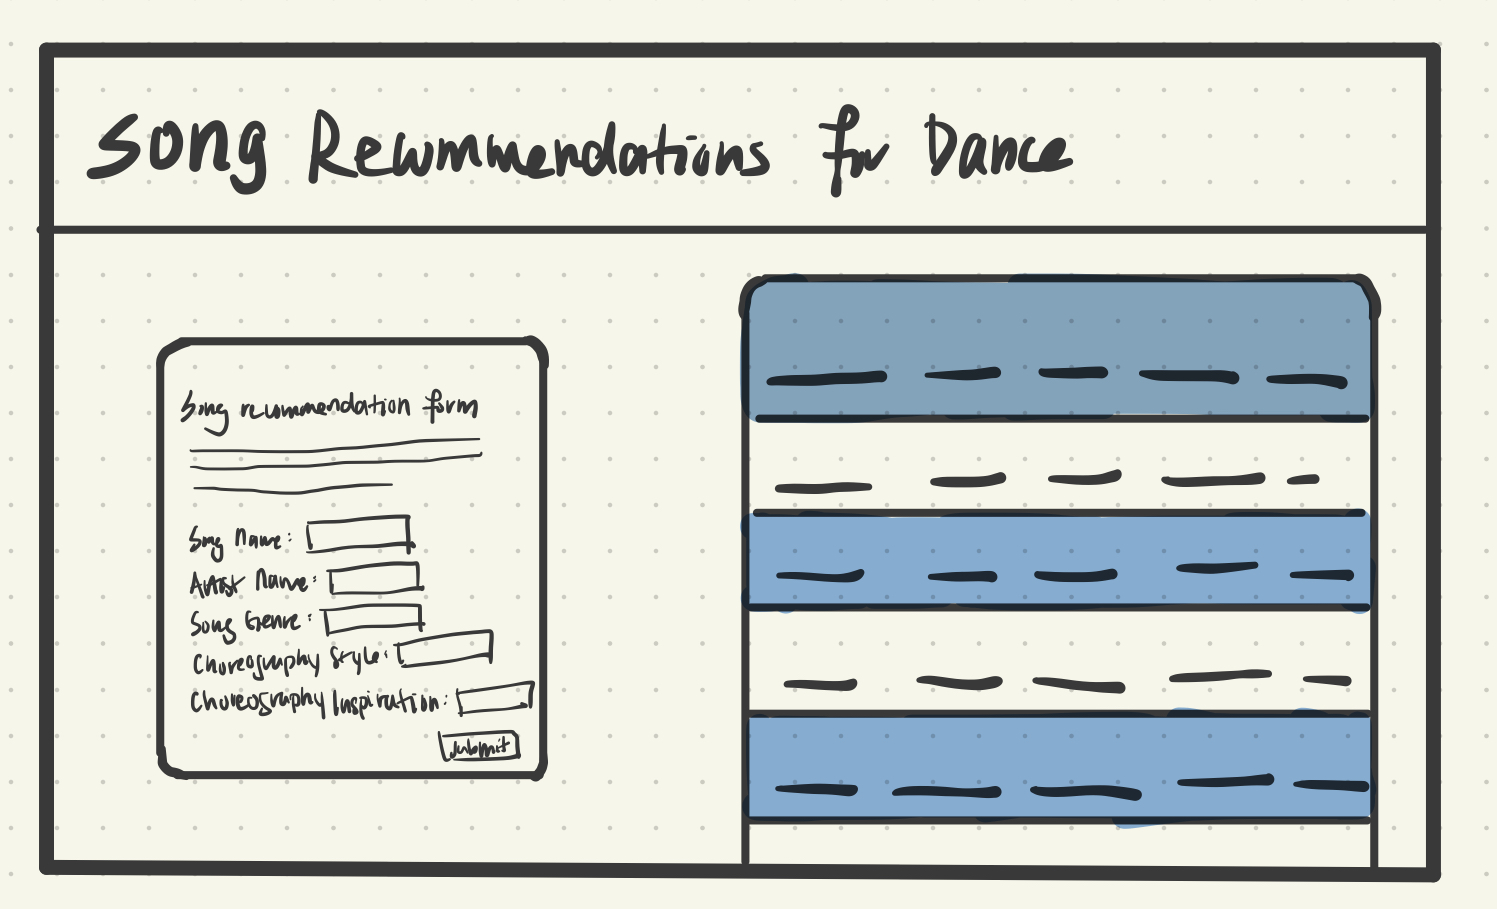 Song Recommendations for Dance
Song recommendation form
Song Name:
Artist Name:
Song Genre:
Choreography Style:
Choreography Inspiration:
submit